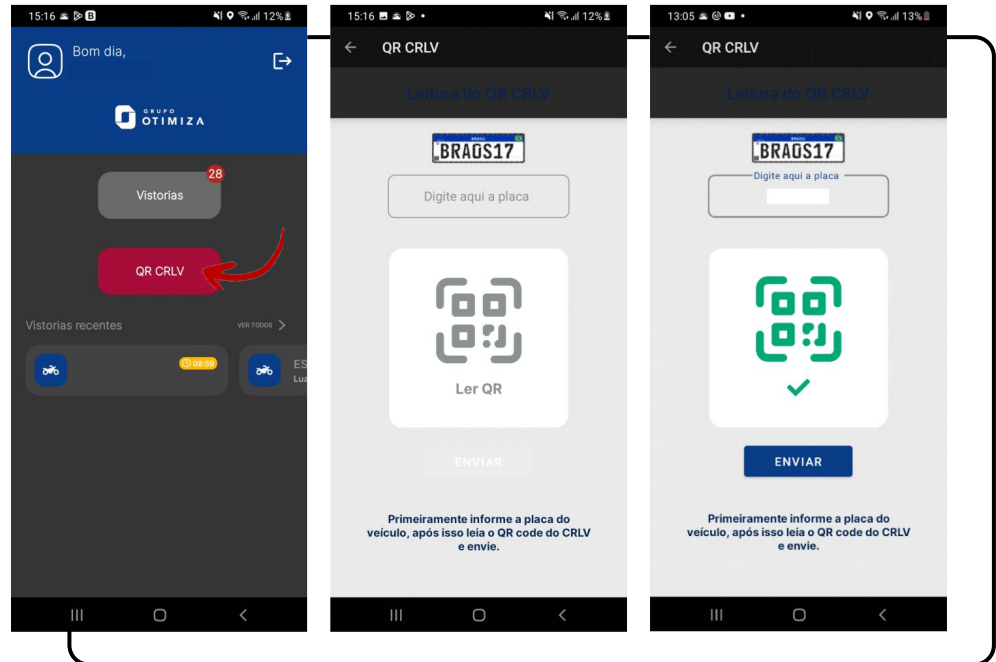 15:16
12%
Bom dia,
GRUPO
OTIMIZA
28
Vistorias
QR CRLV
Vistorias recentes
VER TODOS
08:59
ES
Lua
15:16
12%
QR CRLV
Leitura do QR CRLV
BRA0S17
Digite aqui a placa
Ler QR
ENVIAR
Primeiramente informe a placa do
veículo, após isso leia o QR code do CRLV
e envie.
13:05
13%
QR CRLV
Leitura do QR CRLV
BRA0S17
Digite aqui a placa
ENVIAR
Primeiramente informe a placa do
veículo, após isso leia o QR code do CRLV
e envie.